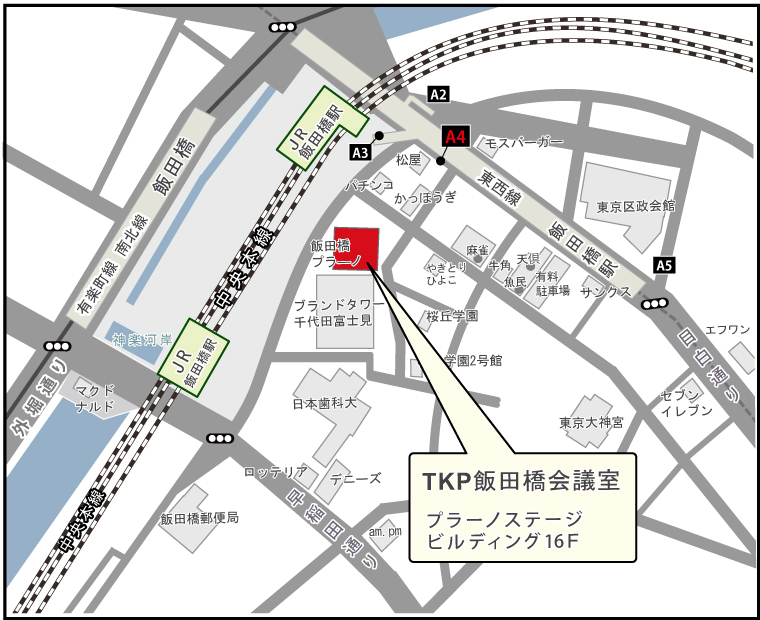 A2
A4
A3
モスバーガー
JR
飯田橋駅
松屋
パチンコ
かっぽうぎ
東西線
飯田橋駅
東京区政会館
A5
飯田橋
有楽町線 南北線
中央本線
飯田橋
プラーノ
麻雀
やきとり
ひよこ
牛角
天倶
魚民
有料
駐車場
サンクス
ブランドタワー
千代田富士見
桜丘学園
学園2号館
目白通り
エフワン
神楽河岸
JR
飯田橋駅
外堀通り
マクド
ナルド
日本歯科大
セブン
イレブン
東京大神宮
ロッテリア
デニーズ
早稲田通り
飯田橋郵便局
am.pm
中央本線
TKP飯田橋会議室
プラーノステージ
ビルディング16F